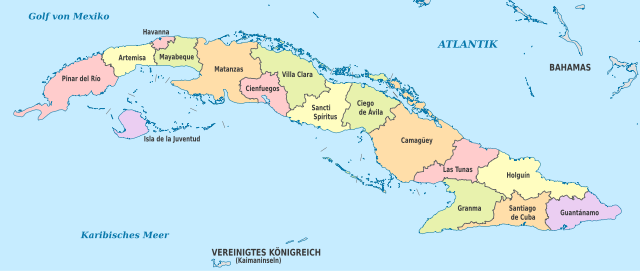 Golf von Mexiko
Havanna
ATLANTIK
Artemisa
Mayabeque
BAHAMAS
Pinar del Río
Matanzas
Villa Clara
Cienfuegos
Sancti
Spíritus
Ciego
de Ávila
Isla de la Juventud
Camagüey
Las Tunas
Holguín
Granma
Santiago
de Cuba
Guantánamo
Karibisches Meer
VEREINIGTES KÖNIGREICH
(Kaimaninseln)